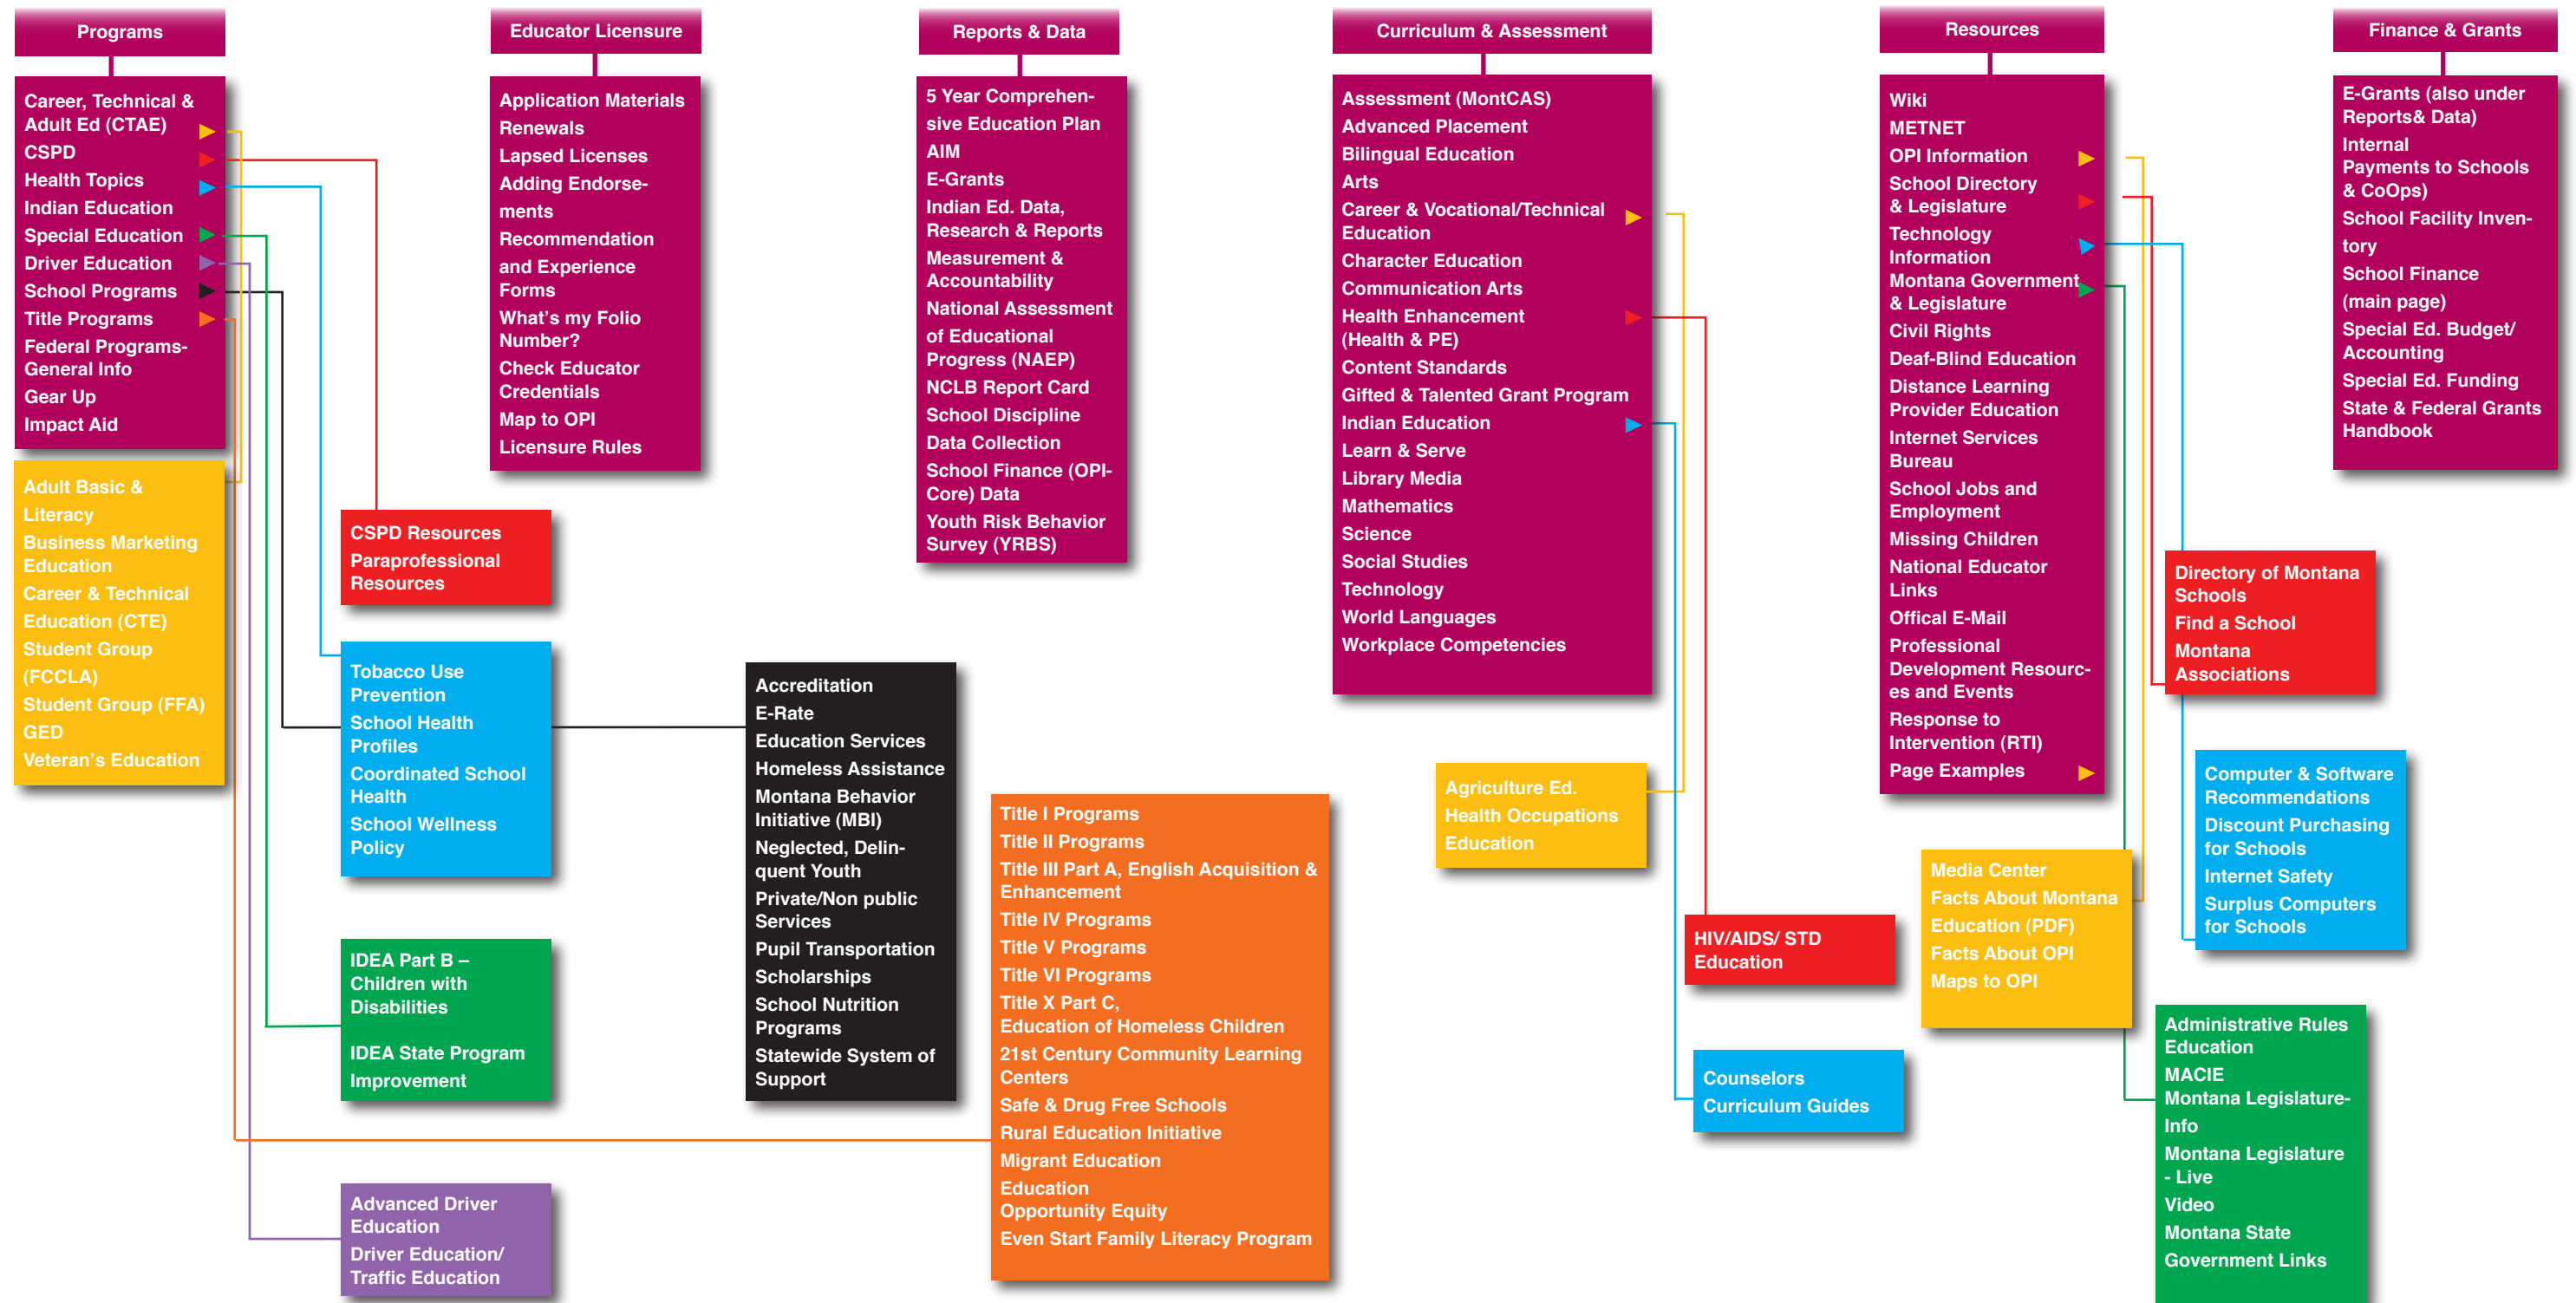 Programs
Career, Technical &
Adult Ed (CTAE)
CSPD
Health Topics
Indian Education
Special Education
Driver Education
School Programs
Title Programs
Federal Programs-
General Info
Gear Up
Impact Aid
Adult Basic &
Literacy
Business Marketing
Education
Career & Technical
Education (CTE)
Student Group
(FCCLA)
Student Group (FFA)
GED
Veteran's Education
CSPD Resources
Paraprofessional
Resources
Tobacco Use
Prevention
School Health
Profiles
Coordinated School
Health
School Wellness
Policy
IDEA Part B –
Children with
Disabilities
IDEA State Program
Improvement
Advanced Driver
Education
Driver Education/
Traffic Education
Accreditation
E-Rate
Education Services
Homeless Assistance
Montana Behavior
Initiative (MBI)
Neglected, Delin-
quent Youth
Private/Non public
Services
Pupil Transportation
Scholarships
School Nutrition
Programs
Statewide System of
Support
Title I Programs
Title II Programs
Title III Part A, English Acquisition &
Enhancement
Title IV Programs
Title V Programs
Title VI Programs
Title X Part C,
Education of Homeless Children
21st Century Community Learning
Centers
Safe & Drug Free Schools
Rural Education Initiative
Migrant Education
Education
Opportunity Equity
Even Start Family Literacy Program
Educator Licensure
Application Materials
Renewals
Lapsed Licenses
Adding Endorse-
ments
Recommendation
and Experience
Forms
What's my Folio
Number?
Check Educator
Credentials
Map to OPI
Licensure Rules
Reports & Data
5 Year Comprehen-
sive Education Plan
AIM
E-Grants
Indian Ed. Data,
Research & Reports
Measurement &
Accountability
National Assessment
of Educational
Progress (NAEP)
NCLB Report Card
School Discipline
Data Collection
School Finance (OPI-
Core) Data
Youth Risk Behavior
Survey (YRBS)
Curriculum & Assessment
Assessment (MontCAS)
Advanced Placement
Bilingual Education
Arts
Career & Vocational/Technical
Education
Character Education
Communication Arts
Health Enhancement
(Health & PE)
Content Standards
Gifted & Talented Grant Program
Indian Education
Learn & Serve
Library Media
Mathematics
Science
Social Studies
Technology
World Languages
Workplace Competencies
Agriculture Ed.
Health Occupations
Education
HIV/AIDS/ STD
Education
Counselors
Curriculum Guides
Resources
Wiki
METNET
OPI Information
School Directory
& Legislature
Technology
Information
Montana Government
& Legislature
Civil Rights
Deaf-Blind Education
Distance Learning
Provider Education
Internet Services
Bureau
School Jobs and
Employment
Missing Children
National Educator
Links
Offical E-Mail
Professional
Development Resourc-
es and Events
Response to
Intervention (RTI)
Page Examples
Media Center
Facts About Montana
Education (PDF)
Facts About OPI
Maps to OPI
Directory of Montana
Schools
Find a School
Montana
Associations
Computer & Software
Recommendations
Discount Purchasing
for Schools
Internet Safety
Surplus Computers
for Schools
Administrative Rules
Education
MACIE
Montana Legislature-
Info
Montana Legislature
- Live
Video
Montana State
Government Links
Finance & Grants
E-Grants (also under
Reports& Data)
Internal
Payments to Schools
& CoOps)
School Facility Inven-
tory
School Finance
(main page)
Special Ed. Budget/
Accounting
Special Ed. Funding
State & Federal Grants
Handbook